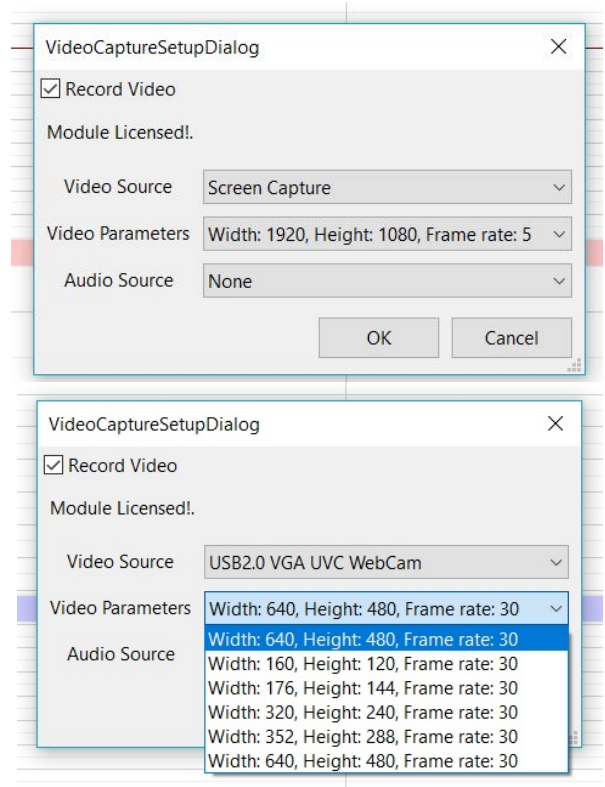 VideoCaptureSetupDialog
Record Video
Module Licensed!.
Video Source Screen Capture
Video Parameters Width: 1920, Height: 1080, Frame rate: 5
Audio Source None
OK Cancel
VideoCaptureSetupDialog
Record Video
Module Licensed!.
Video Source USB2.0 VGA UVC WebCam
Video Parameters Width: 640, Height: 480, Frame rate: 30
Audio Source
Width: 640, Height: 480, Frame rate: 30
Width: 160, Height: 120, Frame rate: 30
Width: 176, Height: 144, Frame rate: 30
Width: 320, Height: 240, Frame rate: 30
Width: 352, Height: 288, Frame rate: 30
Width: 640, Height: 480, Frame rate: 30